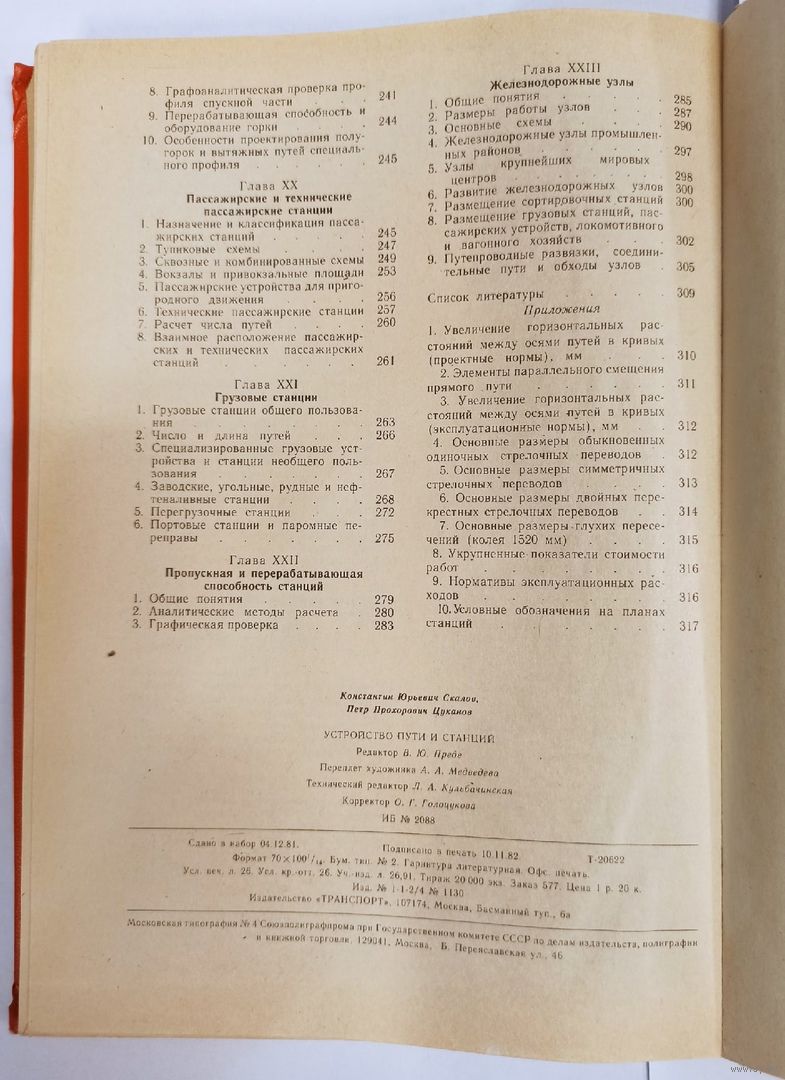 8. Графоаналитическая проверка про-
филя спускной части . . . 241
9. Перерабатывающая способность и
оборудование горки . . . . 244
10. Особенности проектирования полу-
горок и вытяжных путей специаль-
ного профиля . . . . . . 245
Глава XX
Пассажирские и технические
пассажирские станции
1. Назначение и классификация пасса-
жирских станций . . . . . 245
2. Тупиковые схемы . . . . 247
3. Сквозные и комбинированные схемы 249
4. Вокзалы и привокзальные площади 253
5. Пассажирские устройства для приго-
родного движения . . . . 256
6. Технические пассажирские станции 257
7. Расчет числа путей . . . . 260
8. Взаимное расположение пассажир-
ских и технических пассажирских
станций . . . . . . 261
Глава XXI
Грузовые станции
1. Грузовые станции общего пользова-
ния . . . . . . . 263
2. Число и длина путей . . . 266
3. Специализированные грузовые уст-
ройства и станции необщего поль-
зования . . . . . . . 267
4. Заводские, угольные, рудные и неф-
теналивные станции . . . . 268
5. Перегрузочные станции . . . 272
6. Портовые станции и паромные пе-
реправы . . . . . . . 275
Глава XXII
Пропускная и перерабатывающая
способность станций
1. Общие понятия . . . . . 279
2. Аналитические методы расчета . 280
3. Графическая проверка . . . . 283
Глава XXIII
Железнодорожные узлы
1. Общие понятия . . . . . 285
2. Размеры работы узлов . . . 287
3. Основные схемы . . . . . 290
4. Железнодорожные узлы промышлен-
ных районов . . . . . . 297
5. Узлы крупнейших мировых
центров . . . . . . . 298
6. Развитие железнодорожных узлов 300
7. Размещение сортировочных станций 300
8. Размещение грузовых станций, пас-
сажирских устройств, локомотивного
и вагонного хозяйств . . . 302
9. Путепроводные развязки, соедини-
тельные пути и обходы узлов . 305
Список литературы . . . . . 309
Приложения
1. Увеличение горизонтальных рас-
стояний между осями путей в кривых
(проектные нормы), мм . . . 310
2. Элементы параллельного смещения
прямого пути . . . . . 311
3. Увеличение горизонтальных рас-
стояний между осями путей в кривых
(эксплуатационные нормы), мм . . 312
4. Основные размеры обыкновенных
одиночных стрелочных переводов . 312
5. Основные размеры симметричных
стрелочных переводов . . . . 313
6. Основные размеры двойных пере-
крестных стрелочных переводов . . 314
7. Основные размеры глухих пересе-
чений (колея 1520 мм) . . . . 315
8. Укрупненные показатели стоимости
работ . . . . . . . 316
9. Нормативы эксплуатационных рас-
ходов . . . . . . . 316
10. Условные обозначения на планах
станций . . . . . . . 317
Константин Юрьевич Скалов,
Петр Прохорович Цуканов
УСТРОЙСТВО ПУТИ И СТАНЦИЙ
Редактор В. Ю. Преде
Переплет художника А. А. Медведева
Технический редактор Л. А. Кульбачинская
Корректор О. Г. Голоцукова
ИБ № 2088
Сдано в набор 04.12.81. Подписано в печать 10.11.82 Т-20622
Формат 70×100¹/₁₆. Бум. тип. № 2. Гарнитура литературная. Офс. печать.
Усл. печ. л. 26. Усл. кр.-отт. 26. Уч.-изд. л. 26,91. Тираж 20 000 экз. Заказ 577. Цена 1 р. 20 к.
Изд. № 1-1-2/4 № 1130
Издательство «ТРАНСПОРТ», 107174, Москва, Басманный туп., 6а
Московская типография № 4 Союзполиграфпрома при Государственном комитете СССР по делам издательств, полиграфии
и книжной торговли, 129041, Москва, Б. Переяславская ул., 46